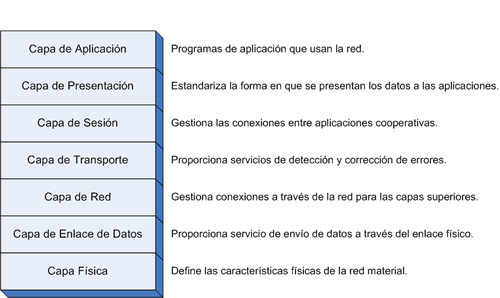 Capa de Aplicación Programas de aplicación que usan la red.
Capa de Presentación Estandariza la forma en que se presentan los datos a las aplicaciones.
Capa de Sesión Gestiona las conexiones entre aplicaciones cooperativas.
Capa de Transporte Proporciona servicios de detección y corrección de errores.
Capa de Red Gestiona conexiones a través de la red para las capas superiores.
Capa de Enlace de Datos Proporciona servicio de envío de datos a través del enlace físico.
Capa Física Define las características físicas de la red material.